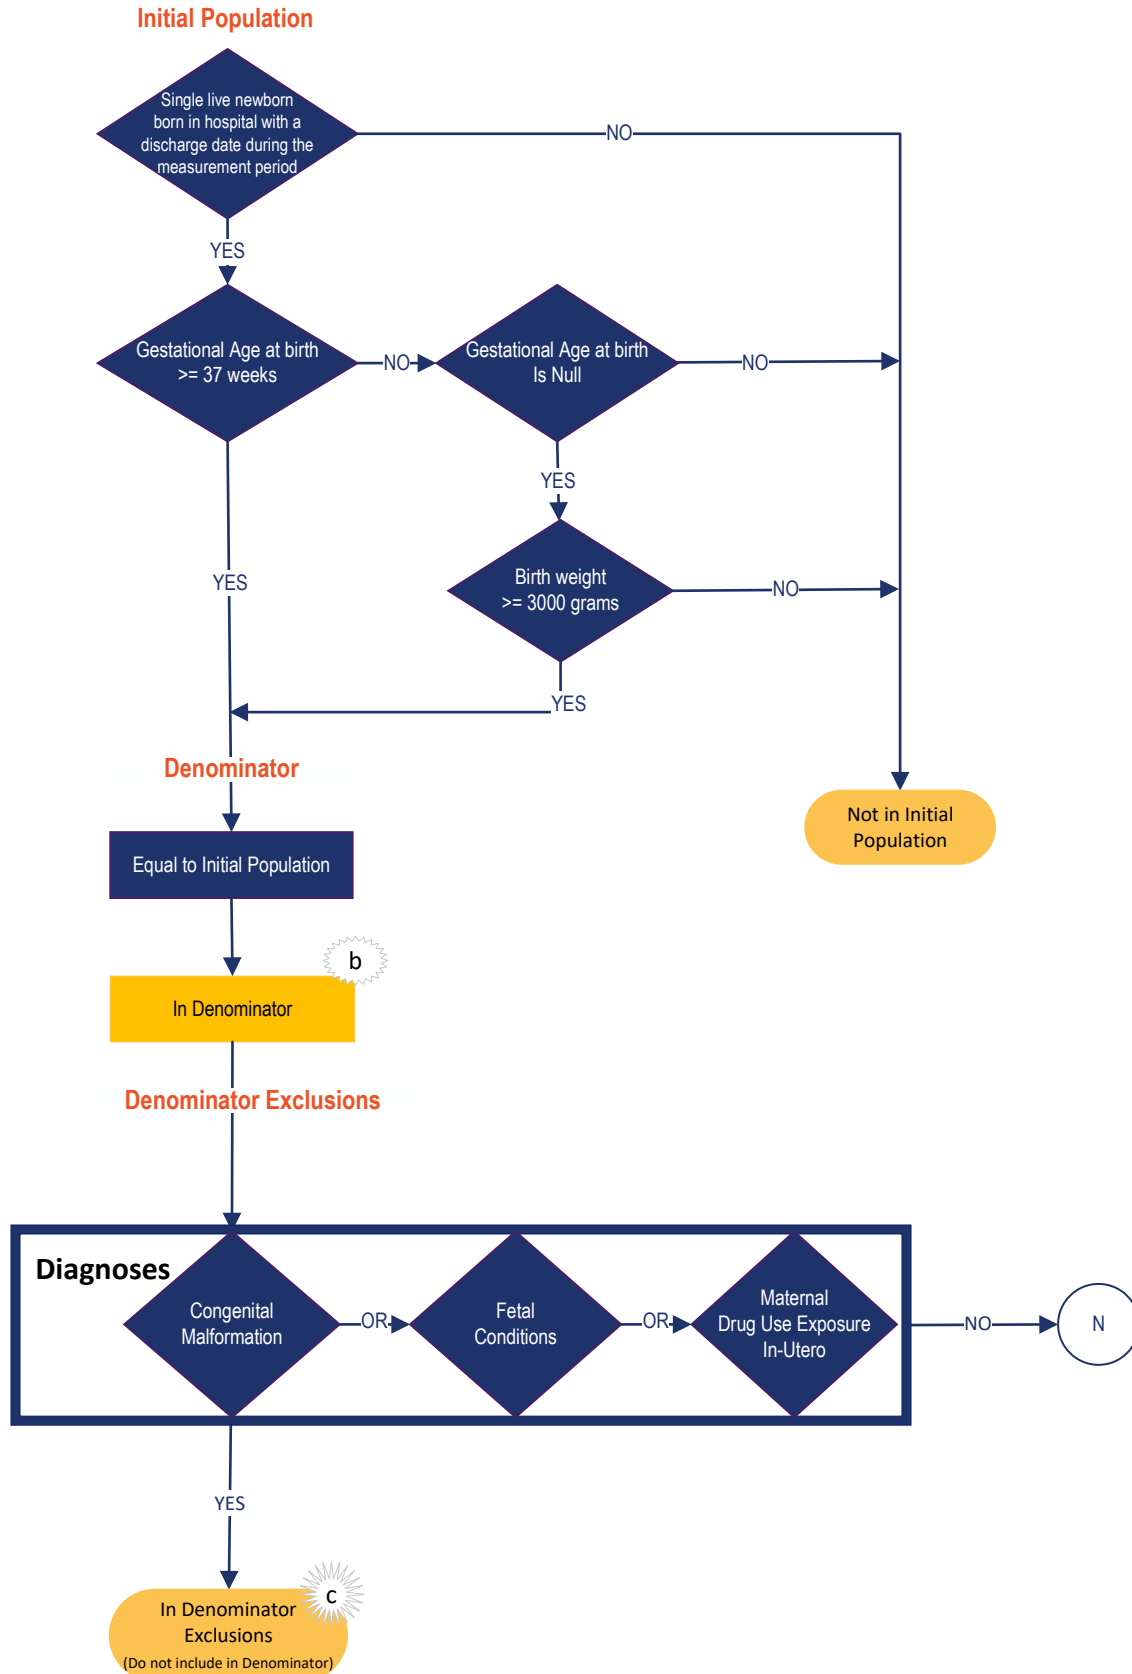 Initial Population
Single live newborn
born in hospital with a
discharge date during the
measurement period
NO
YES
Gestational Age at birth
>= 37 weeks
NO
Gestational Age at birth
Is Null
NO
YES
YES
Birth weight
>= 3000 grams
NO
YES
Denominator
Not in Initial
Population
Equal to Initial Population
b
In Denominator
Denominator Exclusions
Diagnoses
Congenital
Malformation
OR
Fetal
Conditions
OR
Maternal
Drug Use Exposure
In-Utero
NO
N
YES
c
In Denominator
Exclusions
(Do not include in Denominator)